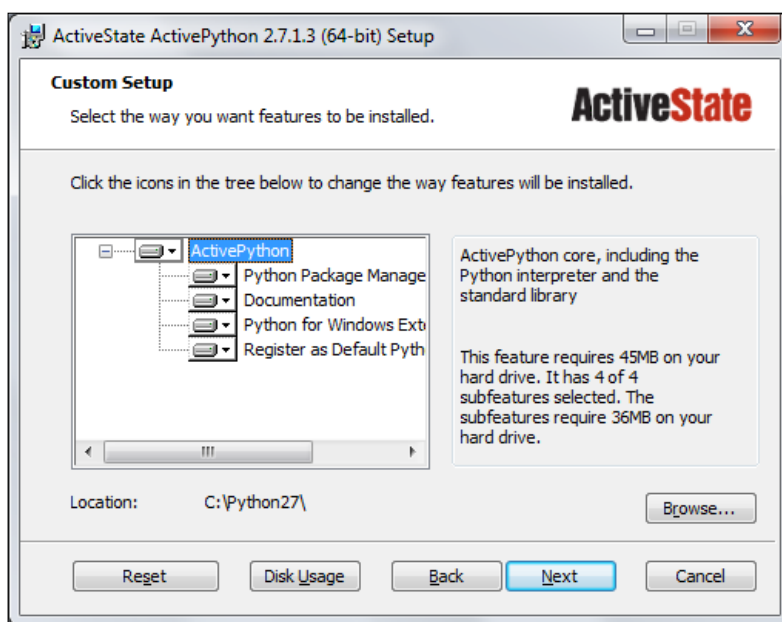 ActiveState ActivePython 2.7.1.3 (64-bit) Setup
Custom Setup
Select the way you want features to be installed.
ActiveState
Click the icons in the tree below to change the way features will be installed.
ActivePython
Python Package Manage
Documentation
Python for Windows Exte
Register as Default Pyth
ActivePython core, including the
Python interpreter and the
standard library
This feature requires 45MB on your
hard drive. It has 4 of 4
subfeatures selected. The
subfeatures require 36MB on your
hard drive.
Location: C:\Python27\
Browse...
Reset Disk Usage Back Next Cancel